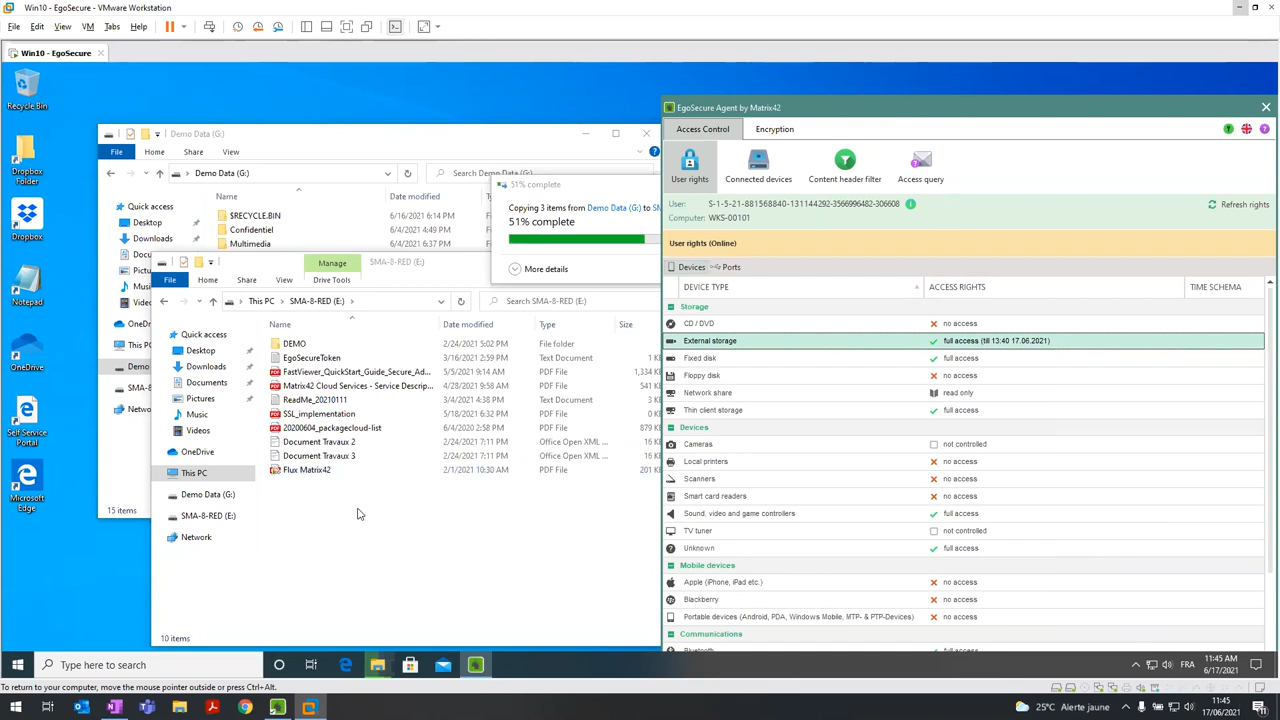 Win10 - EgoSecure - VMware Workstation
File Edit View VM Tabs Help
Win10 - EgoSecure
Recycle Bin
Dropbox Folder
Dropbox
Notepad
OneDrive
Self Service Portal
Microsoft Edge
Demo Data (G:)
File Home Share View
Demo Data (G:) Search Demo Data (G:)
Name Date modified
Quick access
Desktop
Downloads
$RECYCLE.BIN 6/16/2021 6:14 PM
Confidentiel 6/4/2021 4:49 PM
Multimedia 6/4/2021 6:37 PM
15 items
51% complete
Copying 3 items from Demo Data (G:) to
51% complete
More details
Manage SMA-8-RED (E:)
File Home Share View Drive Tools
This PC SMA-8-RED (E:) Search SMA-8-RED (E:)
Name Date modified Type Size
Quick access
Desktop
Downloads
Documents
Pictures
Music
Videos
OneDrive
This PC
Demo Data (G:)
SMA-8-RED (E:)
Network
DEMO 2/24/2021 5:02 PM File folder
EgoSecureToken 3/16/2021 2:59 PM Text Document 1
FastViewer_QuickStart_Guide_Secure_Ad... 5/5/2021 9:14 AM PDF File 1,334
Matrix42 Cloud Services - Service Descrip... 4/28/2021 9:58 AM PDF File 541
ReadMe_20210111 3/4/2021 4:38 PM Text Document 3
SSL_implementation 5/18/2021 6:32 PM PDF File 0
20200604_packagecloud-list 6/4/2021 3:25 PM PDF File 879
Document Travaux 2 2/24/2021 7:11 PM Office Open XML ... 16
Document Travaux 3 2/24/2021 7:11 PM Office Open XML ... 16
Flux Matrix42 2/1/2021 10:30 AM PDF File 201
10 items
EgoSecure Agent by Matrix42
Access Control Encryption
User rights Connected devices Content header filter Access query
User: S-1-5-21-881568840-131144292-3566996482-306608
Computer: WKS-00101
Refresh rights
User rights (Online)
Devices Ports
DEVICE TYPE ACCESS RIGHTS TIME SCHEMA
Storage
CD / DVD no access
External storage full access (till 13:40 17.06.2021)
Fixed disk full access
Floppy disk no access
Network share read only
Thin client storage full access
Devices
Cameras not controlled
Local printers no access
Scanners no access
Smart card readers no access
Sound, video and game controllers full access
TV tuner not controlled
Unknown full access
Mobile devices
Apple (iPhone, iPad etc.) no access
Blackberry no access
Portable devices (Android, PDA, Windows Mobile, MTP- & PTP-Devices) no access
Communications
Type here to search
FRA
11:45 AM
6/17/2021
To return to your computer, move the mouse pointer outside or press Ctrl+Alt.
25°C Alerte jaune
11:45
17/06/2021